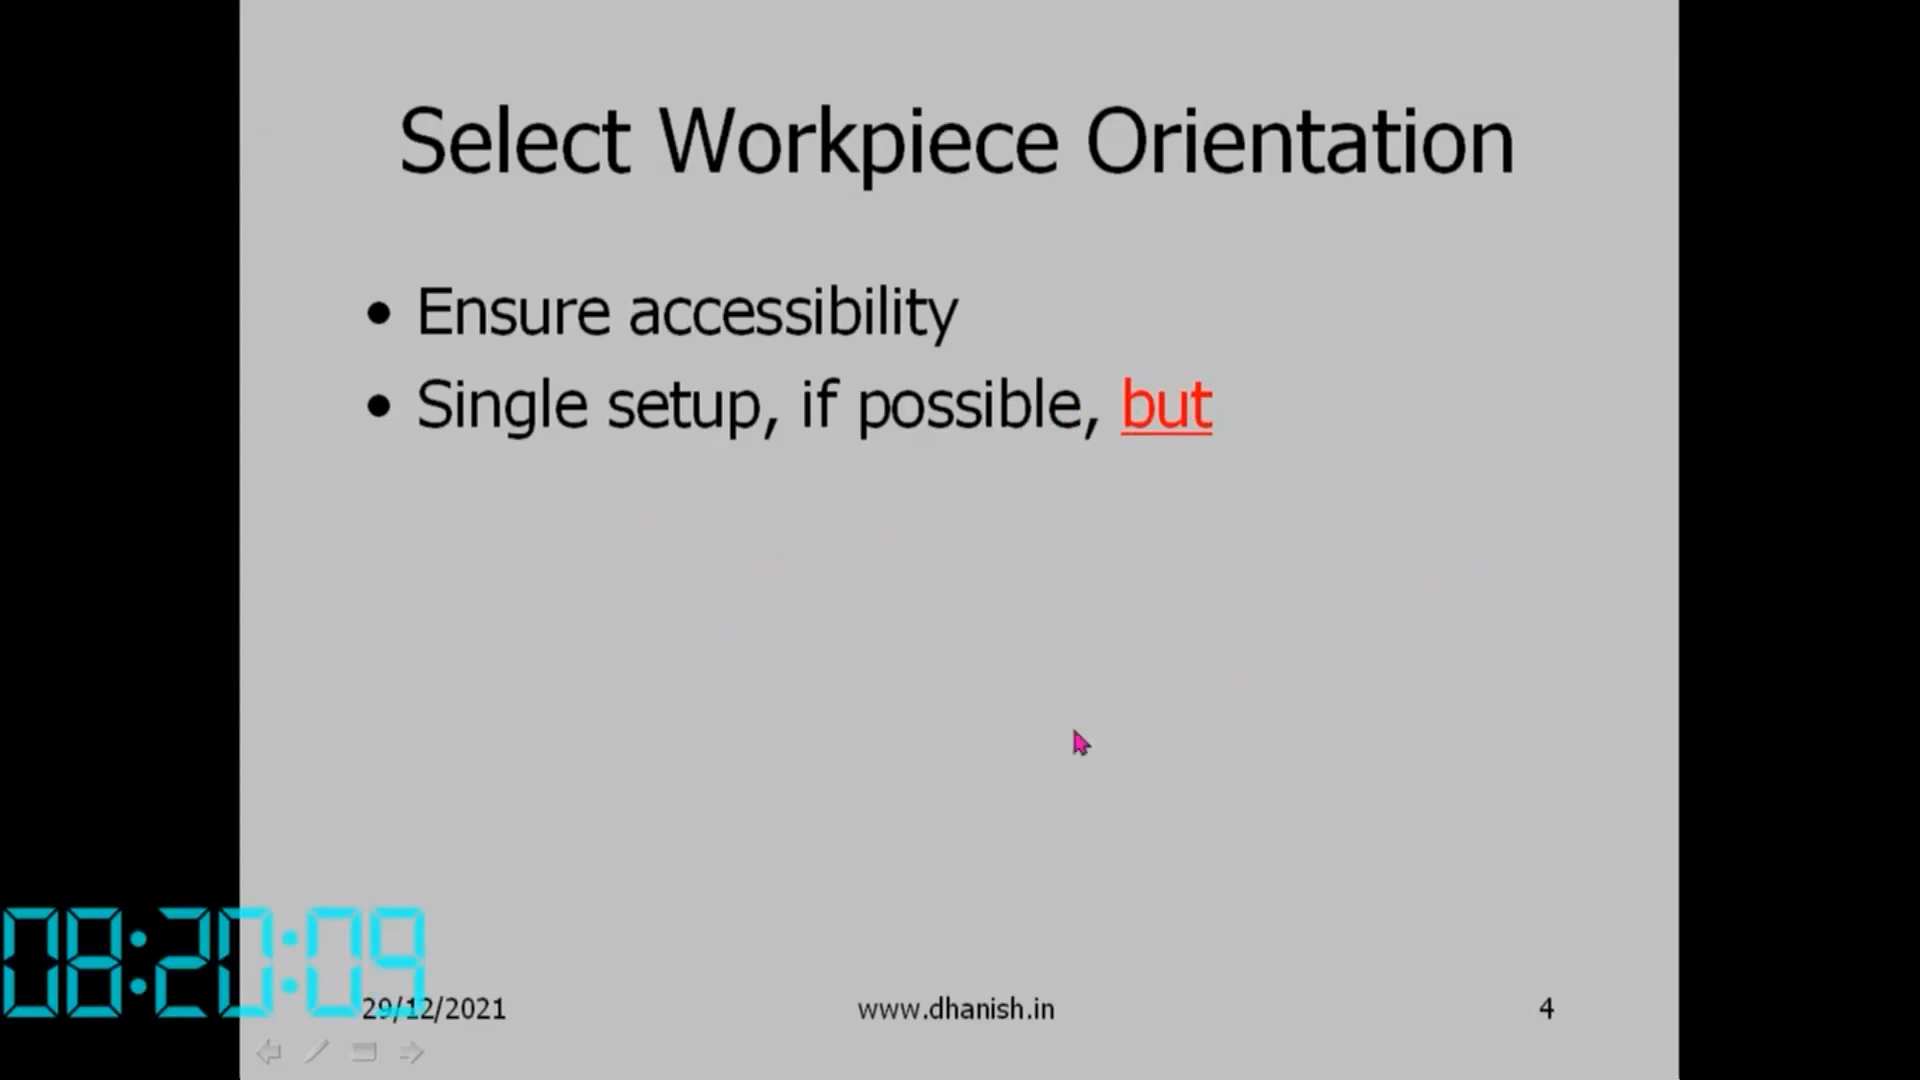 Select Workpiece Orientation
• Ensure accessibility
• Single setup, if possible, but
08:20:09
29/12/2021
www.dhanish.in
4